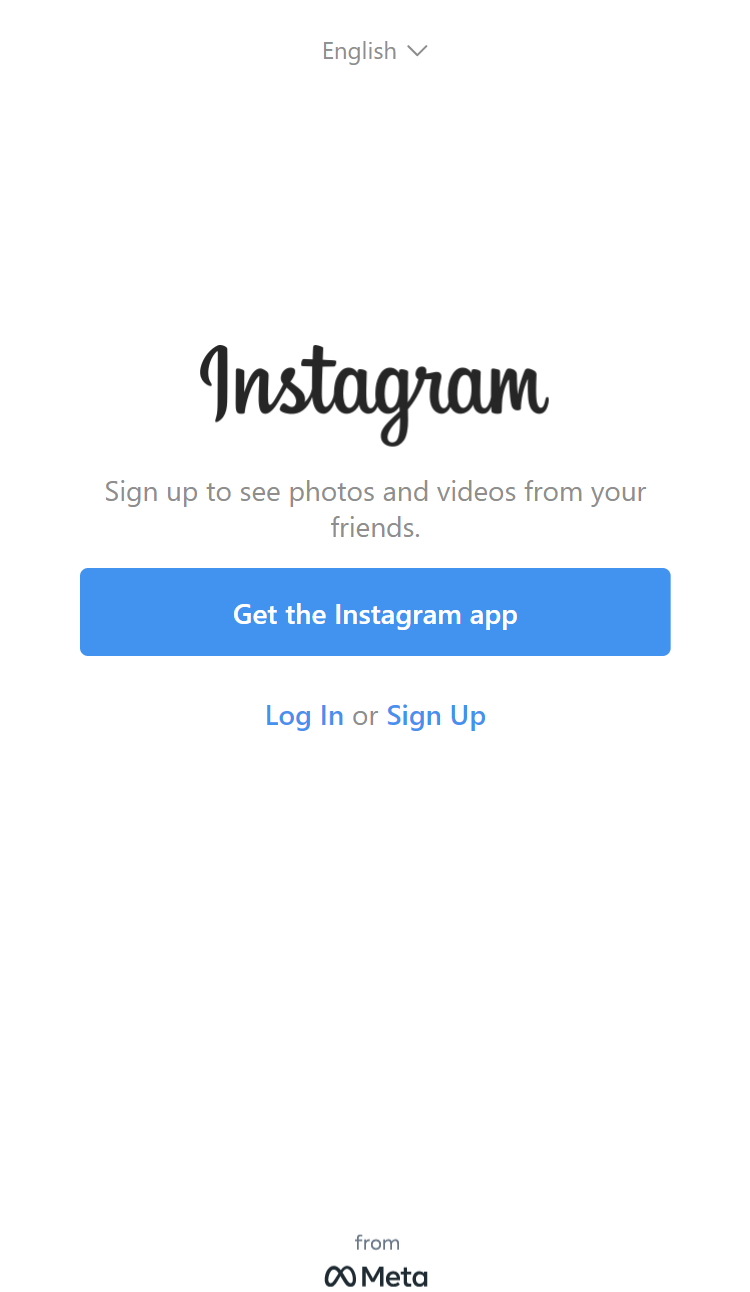 English
Instagram
Sign up to see photos and videos from your
friends.
Get the Instagram app
Log In or Sign Up
from
Meta